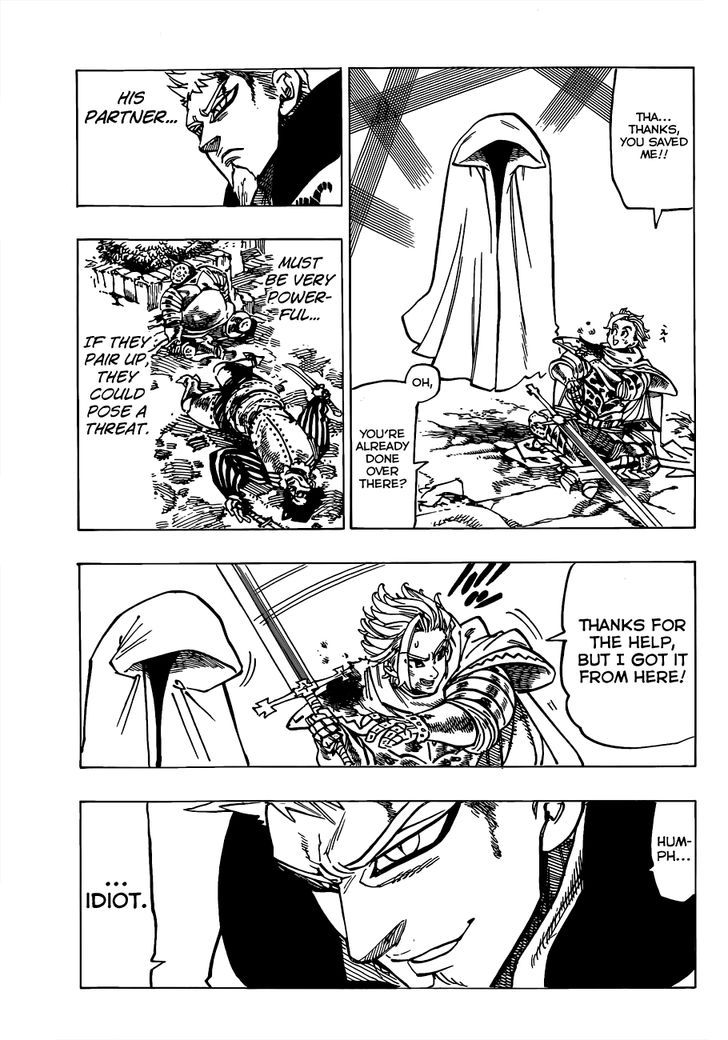 THA...
THANKS,
YOU SAVED
ME!!
OH,
YOU'RE
ALREADY
DONE
OVER
THERE?
HIS
PARTNER...
MUST
BE VERY
POWER-
FUL...
IF THEY
PAIR UP,
THEY
COULD
POSE A
THREAT.
THANKS FOR
THE HELP,
BUT I GOT IT
FROM HERE!
HUM-
PH...
...
IDIOT.